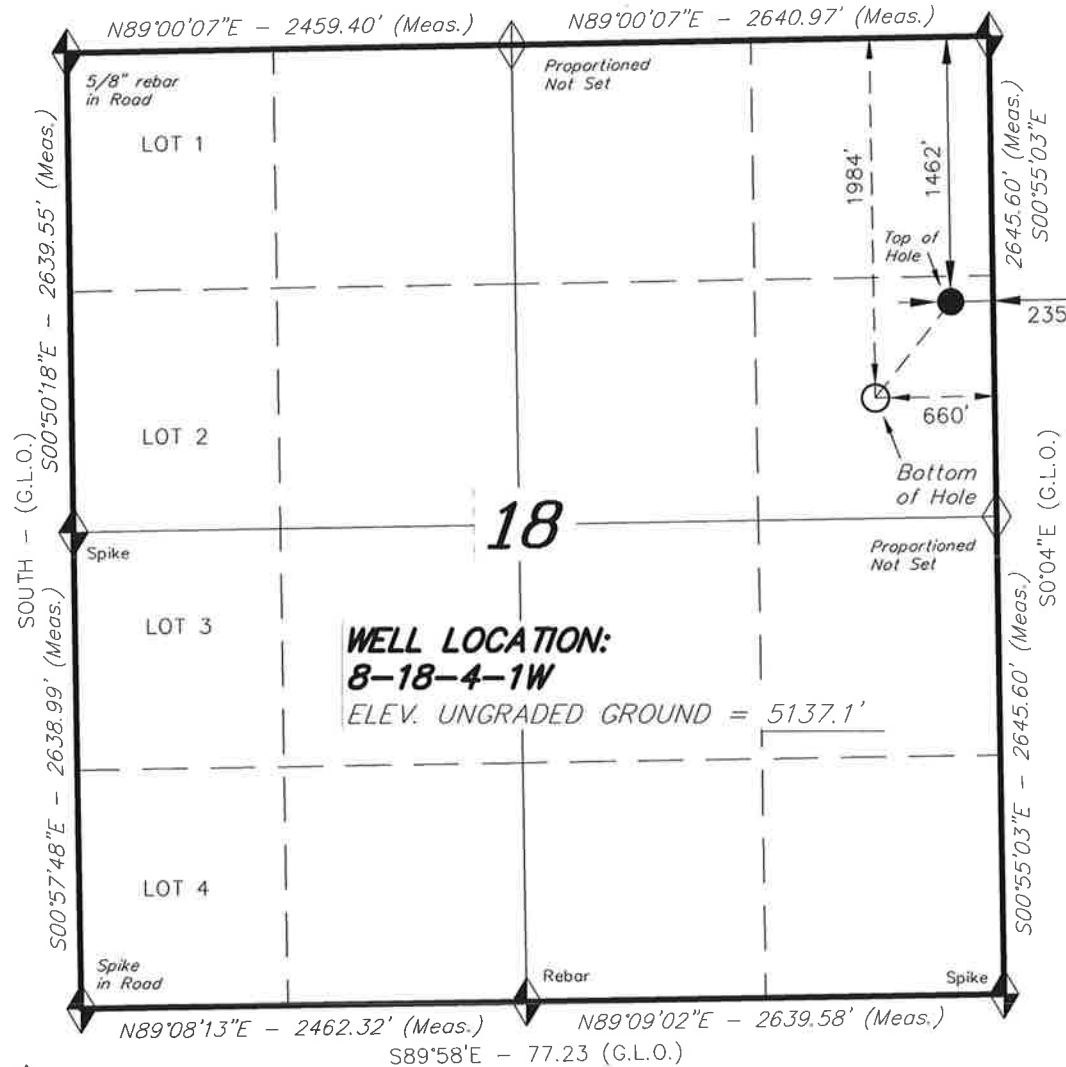 N89°00'07"E - 2459.40' (Meas.)
N89°00'07"E - 2640.97' (Meas.)
5/8" rebar
in Road
Proportioned
Not Set
LOT 1
S00°50'18"E - 2639.55' (Meas.)
1984'
1462'
2645.60' (Meas.)
S00°55'03"E
Top of
Hole
235
660'
LOT 2
Bottom
of Hole
SOUTH - (G.L.O.)
S0°04"E (G.L.O.)
18
Spike
Proportioned
Not Set
LOT 3
WELL LOCATION:
8-18-4-1W
ELEV. UNGRADED GROUND = 5137.1'
S00°57'48"E - 2638.99' (Meas.)
S00°55'03"E - 2645.60' (Meas.)
LOT 4
Spike
in Road
Rebar
Spike
N89°08'13"E - 2462.32' (Meas.)
N89°09'02"E - 2639.58' (Meas.)
S89°58'E - 77.23 (G.L.O.)